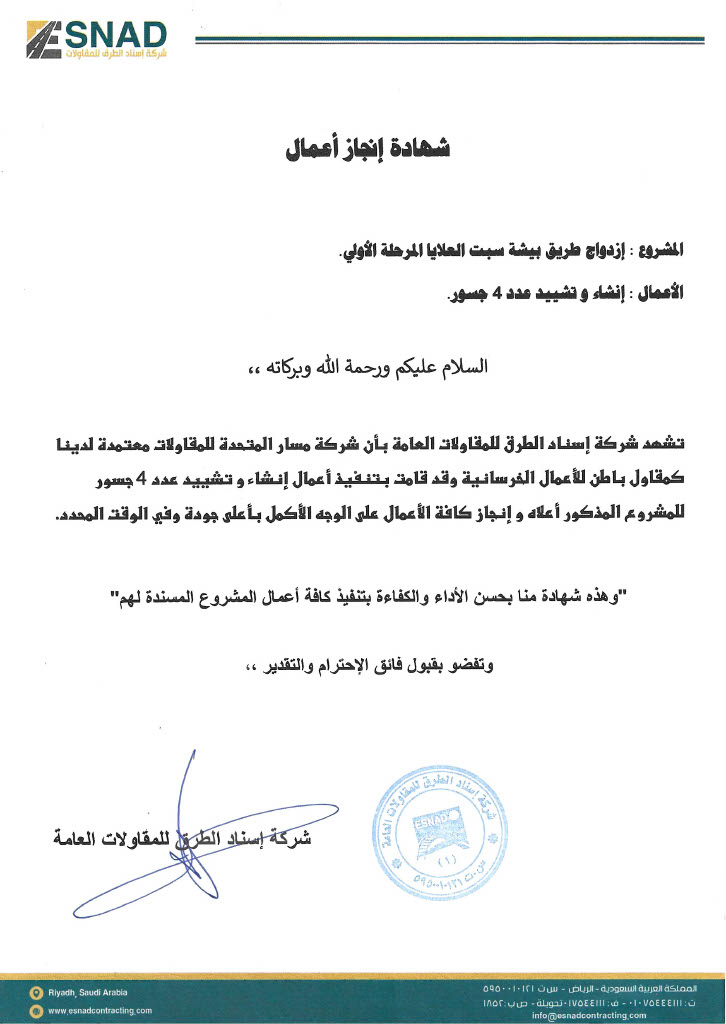 ESNAD
شركة إسناد الطرق للمقاولات
شهادة إنجاز أعمال
المشروع : إزدواج طريق بيشة سبت العلايا المرحلة الأولي.
الأعمال : إنشاء و تشييد عدد 4 جسور.
السلام عليكم ورحمة الله وبركاته ،،
تشهد شركة إسناد الطرق للمقاولات العامة بأن شركة مسار المتحدة للمقاولات معتمدة لدينا
كمقاول باطن للأعمال الخرسانية وقد قامت بتنفيذ أعمال إنشاء و تشييد عدد 4 جسور
للمشروع المذكور أعلاه و إنجاز كافة الأعمال على الوجه الأكمل بأعلى جودة وفي الوقت المحدد.
"وهذه شهادة منا بحسن الأداء والكفاءة بتنفيذ كافة أعمال المشروع المسندة لهم"
وتفضو بقبول فائق الإحترام والتقدير ،،
شركة إسناد الطرق للمقاولات العامة
شركة إسناد الطرق للمقاولات العامة
ESNAD
(١)
س.ت ٥٩٥٠٠١٠١٢١
المملكة العربية السعودية - الرياض - س ت ٥٩٥٠٠١٠١٢١
ت: ٠١٠٧٥٤٤٤١١١ - ف: ٠١٧٥٤٤٤١١١ تحويلة - ص ب: ١٨٥٢
info@esnadcontracting.com
Riyadh, Saudi Arabia
www.esnadcontracting.com